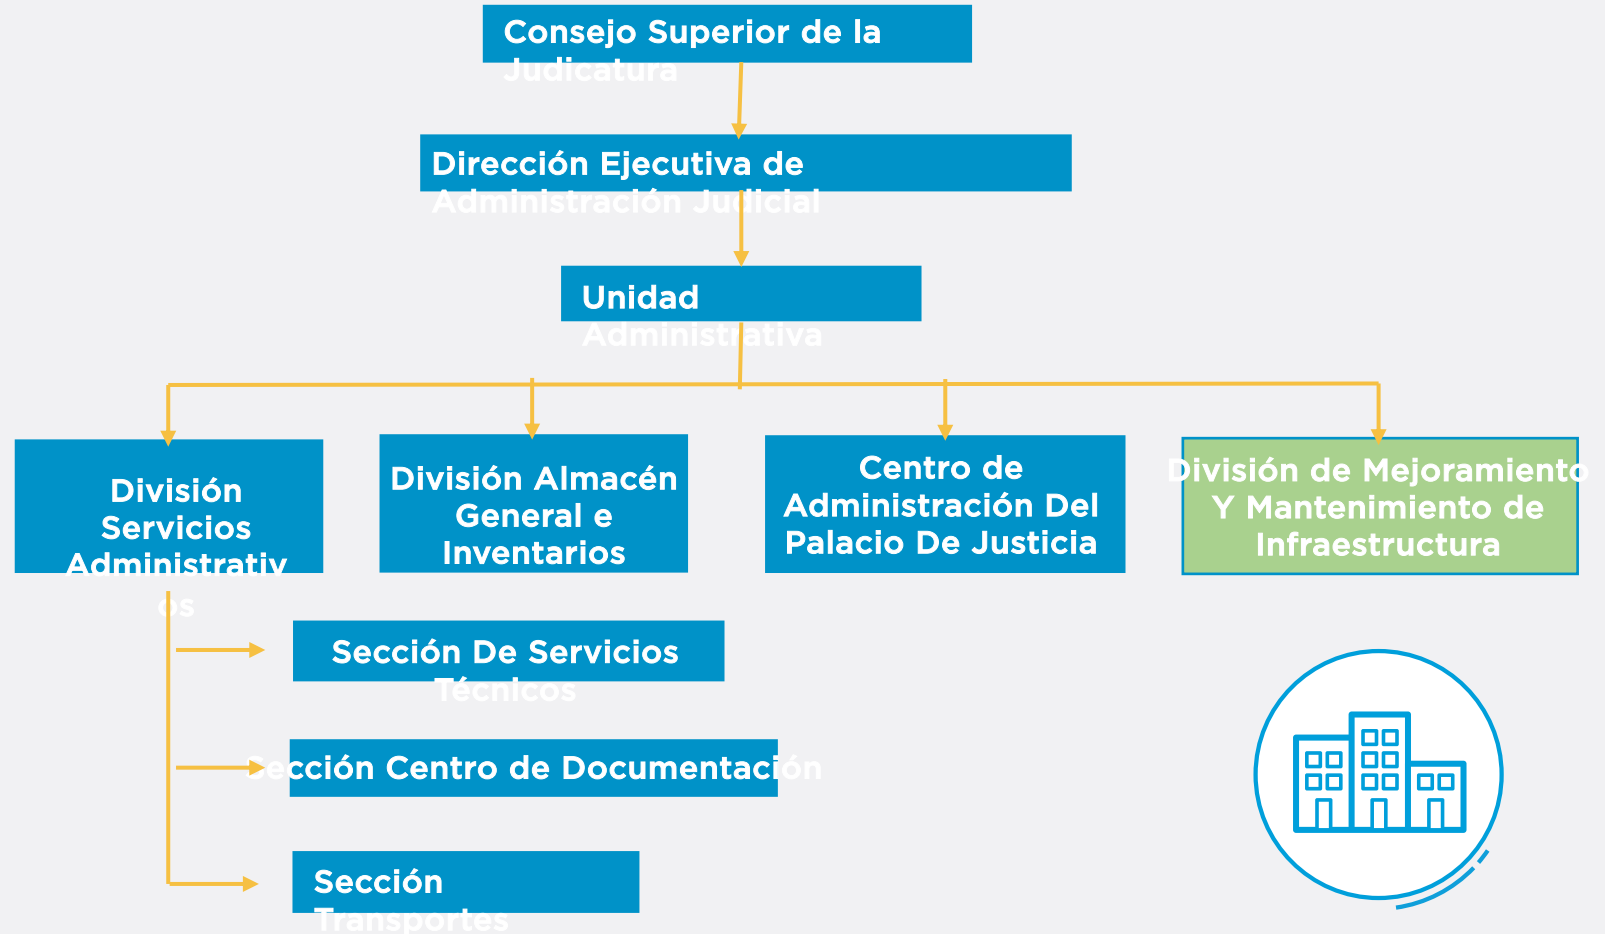 Consejo Superior de la
Judicatura
Dirección Ejecutiva de
Administración Judicial
Unidad
Administrativa
División
Servicios
Administrativ
os
División Almacén
General e
Inventarios
Centro de
Administración Del
Palacio De Justicia
División de Mejoramiento
Y Mantenimiento de
Infraestructura
Sección De Servicios
Técnicos
Sección Centro de Documentación
Sección
Transportes